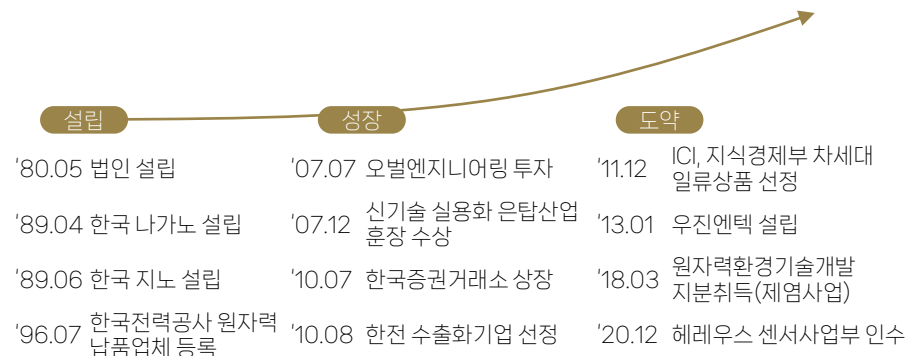 설립
'80.05 법인 설립
'89.04 한국 나가노 설립
'89.06 한국 지노 설립
'96.07 한국전력공사 원자력
납품업체 등록
성장
'07.07 오벌엔지니어링 투자
'07.12 신기술 실용화 은탑산업
훈장 수상
'10.07 한국증권거래소 상장
'10.08 한전 수출화기업 선정
도약
'11.12 ICI, 지식경제부 차세대
일류상품 선정
'13.01 우진엔텍 설립
'18.03 원자력환경기술개발
지분취득(제염사업)
'20.12 헤레우스 센서사업부 인수